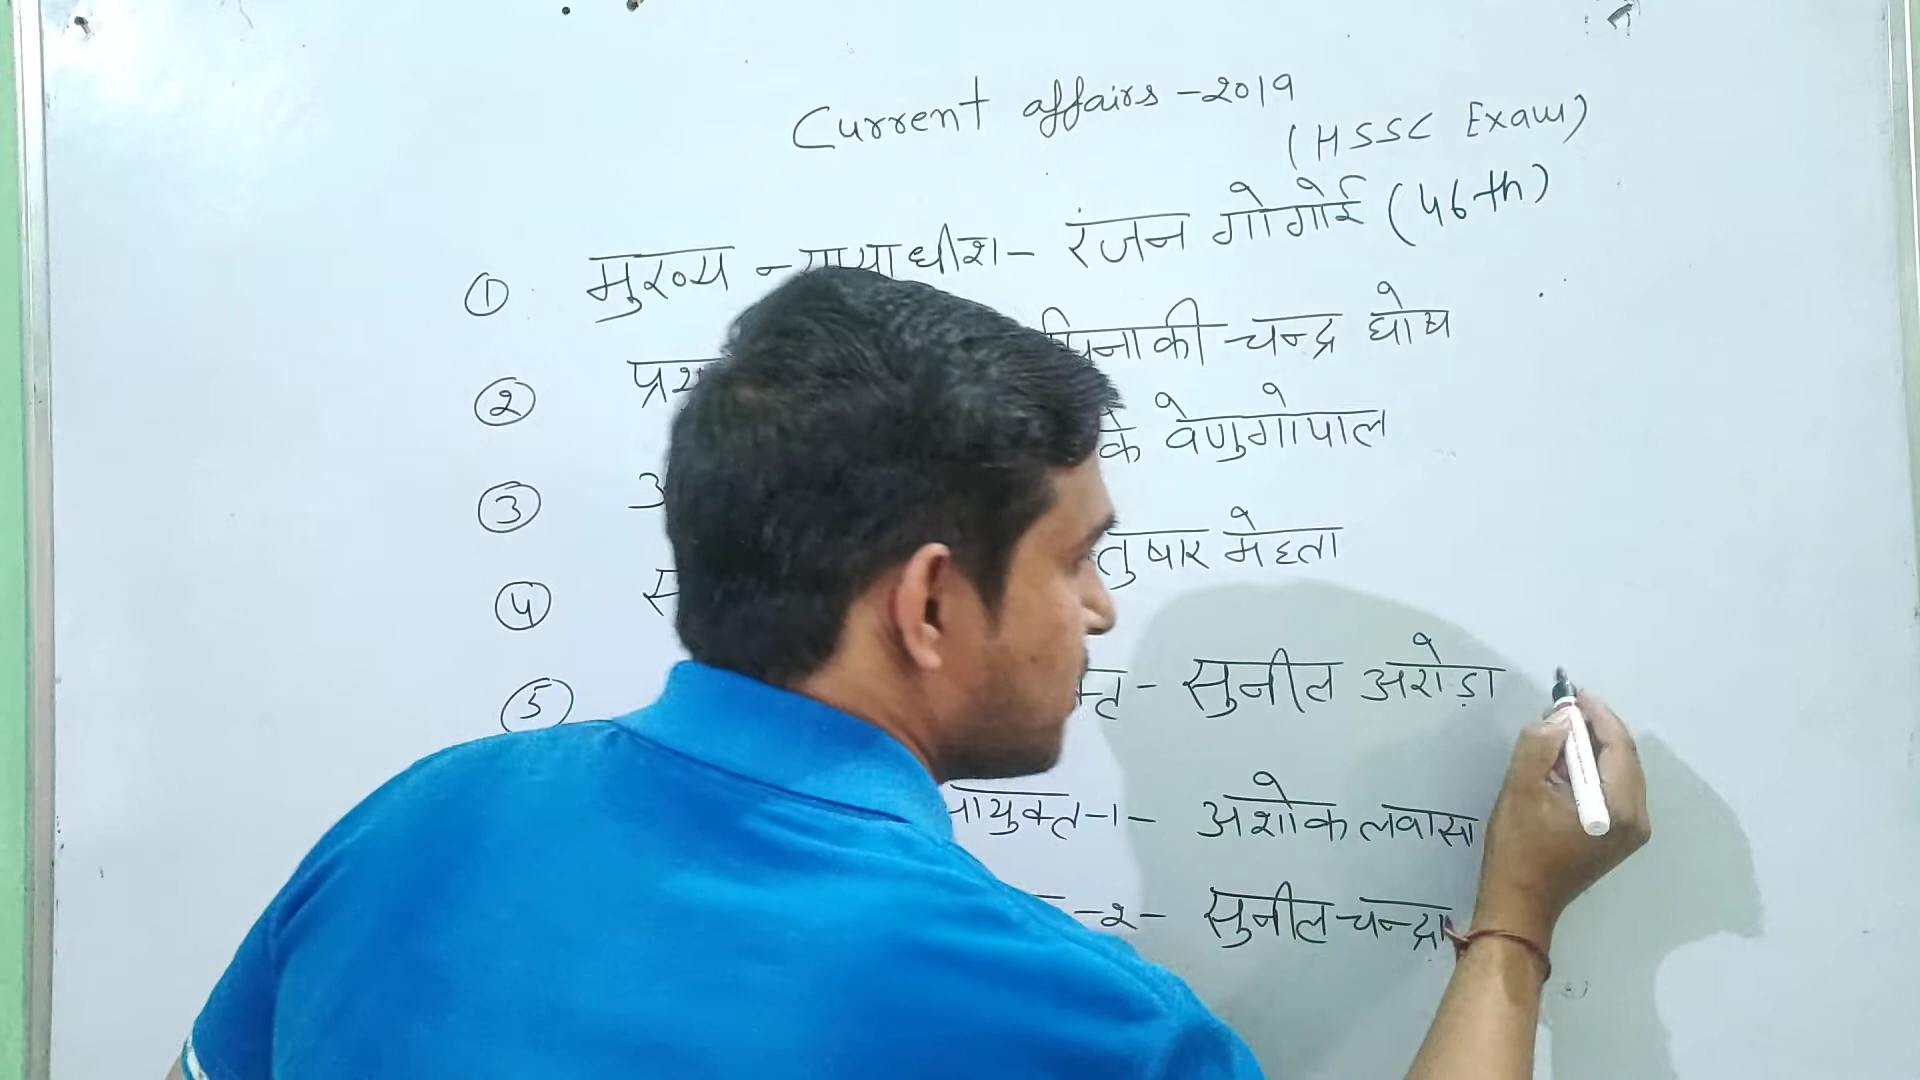 Current affairs - 2019
(HSSC Exam)
① मुख्य न्यायाधीश - रंजन गोगोई (46th)
② पिनाकी चन्द्र घोष
③ के वेणुगोपाल
④ तुषार मेहता
⑤ - सुनील अरोड़ा
-1- अशोक लवासा
-2- सुनील चन्द्रा